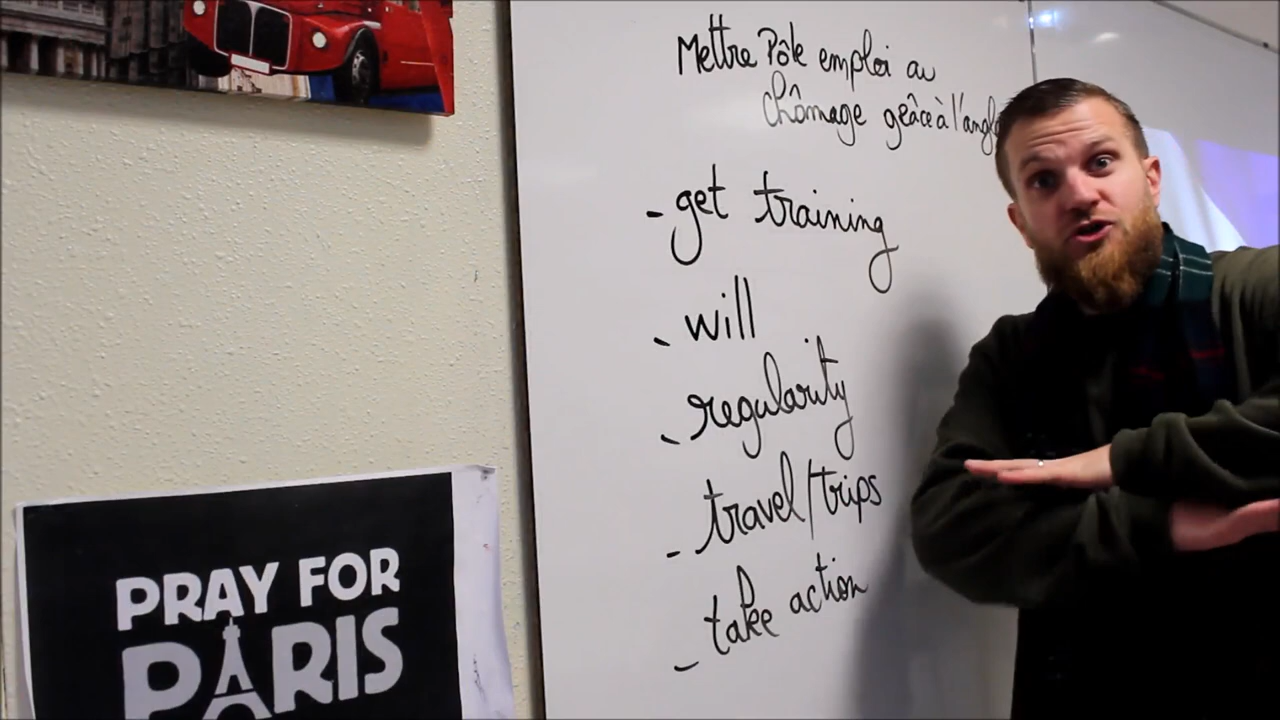 Mettre Pôle emploi au
chômage grâce à l'angl
- get training
- will
- regularity
- travel/trips
- take action
PRAY FOR
PARIS